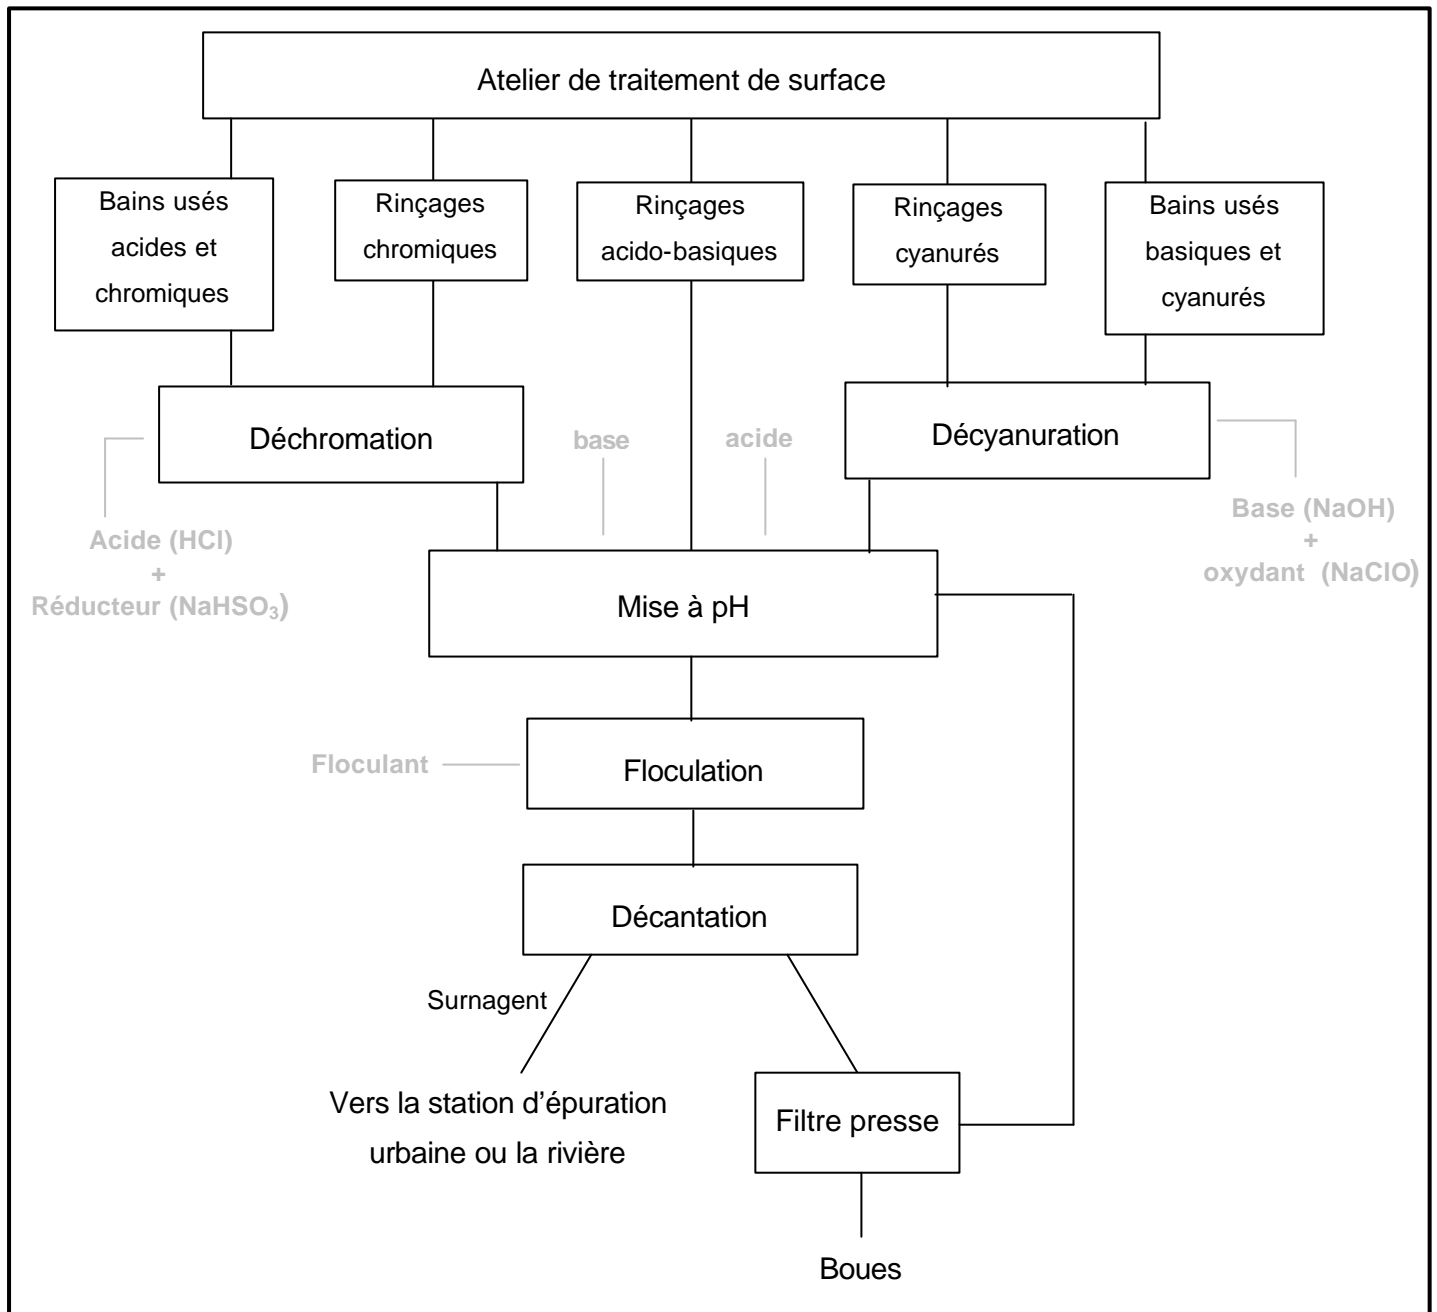 Atelier de traitement de surface
Bains usés
acides et
chromiques
Rinçages
chromiques
Rinçages
acido-basiques
Rinçages
cyanurés
Bains usés
basiques et
cyanurés
Déchromation
base
acide
Décyanuration
Acide (HCl)
+
Réducteur (NaHSO₃)
Base (NaOH)
+
oxydant (NaClO)
Mise à pH
Floculant
Floculation
Décantation
Surnagent
Vers la station d’épuration
urbaine ou la rivière
Filtre presse
Boues